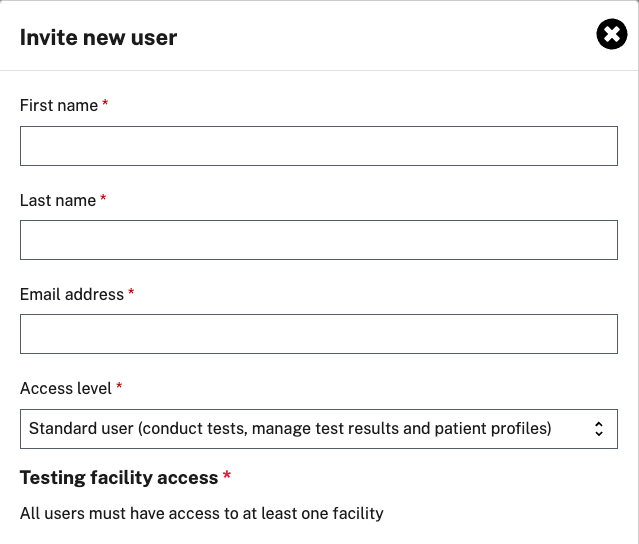 Invite new user
First name *
Last name *
Email address *
Access level *
Standard user (conduct tests, manage test results and patient profiles)
Testing facility access *
All users must have access to at least one facility